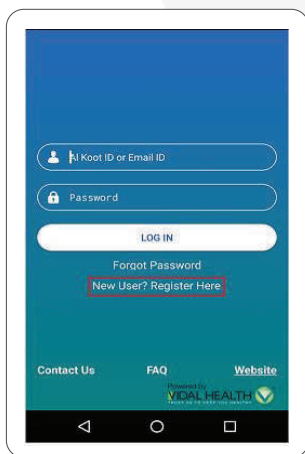 Al Koot ID or Email ID
Password
LOG IN
Forgot Password
New User? Register Here
Contact Us FAQ Website
Powered by
VIDAL HEALTH